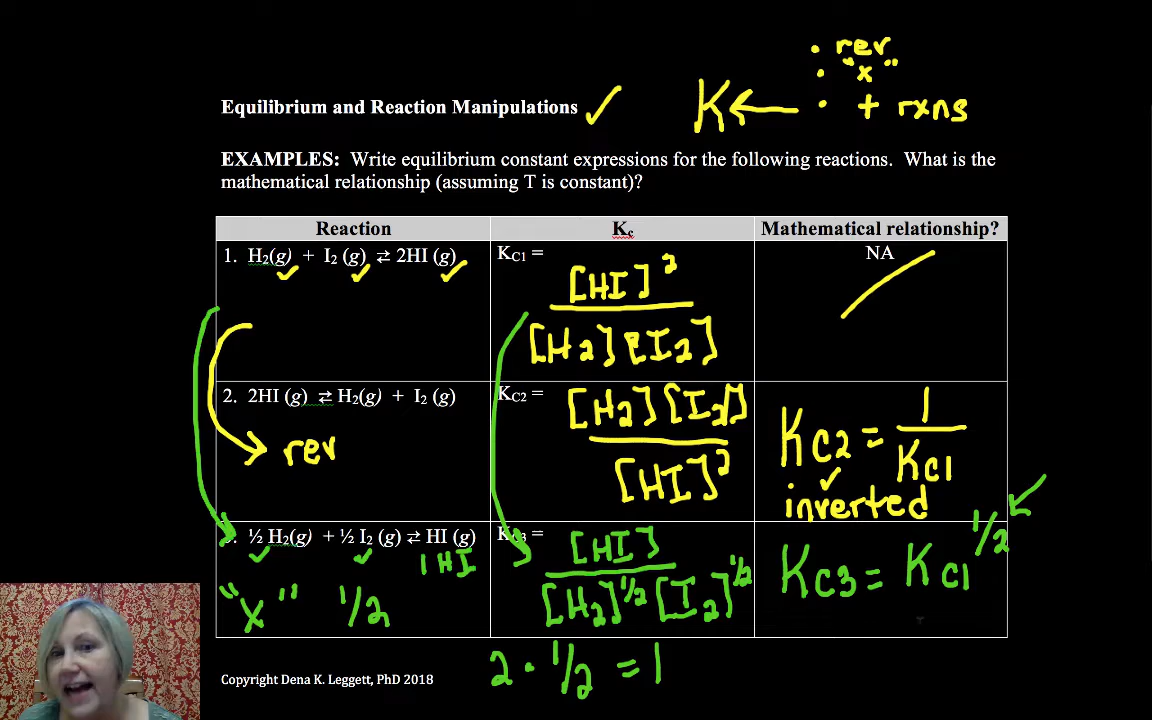 • rev
• "x"
K ← • + rxns
Equilibrium and Reaction Manipulations ✓
EXAMPLES: Write equilibrium constant expressions for the following reactions. What is the
mathematical relationship (assuming T is constant)?
Reaction Kc Mathematical relationship?
1. H2(g) + I2 (g) ⇄ 2HI (g) KC1 = NA
[HI]²
[H2][I2]
2. 2HI (g) ⇄ H2(g) + I2 (g) KC2 =
[H2][I2]
[HI]²
rev
KC2 = 1/KC1
inverted
3. ½ H2(g) + ½ I2 (g) ⇄ HI (g) KC3 =
1 HI
"x" 1/2
[HI]
[H2]^1/2 [I2]^1/2
KC3 = KC1^1/2
2 · 1/2 = 1
Copyright Dena K. Leggett, PhD 2018